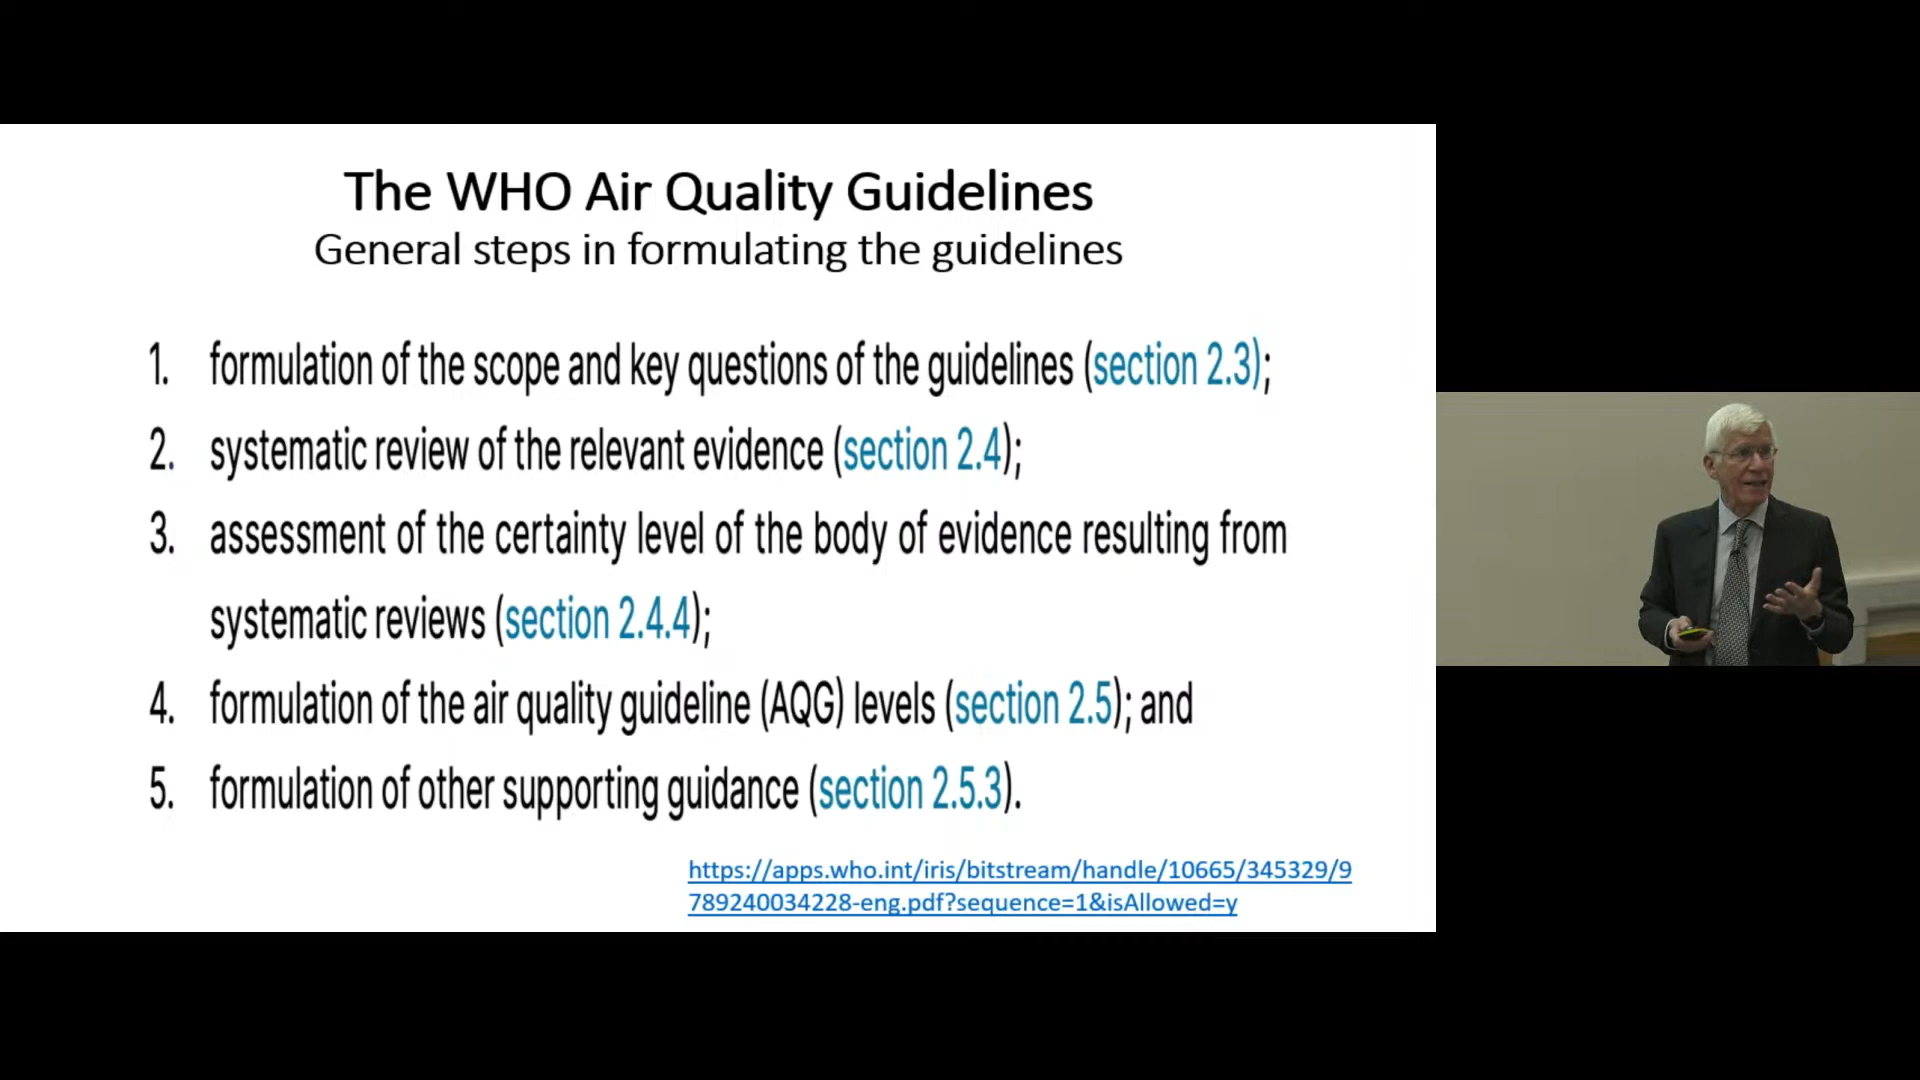 The WHO Air Quality Guidelines
General steps in formulating the guidelines
1. formulation of the scope and key questions of the guidelines (section 2.3);
2. systematic review of the relevant evidence (section 2.4);
3. assessment of the certainty level of the body of evidence resulting from
systematic reviews (section 2.4.4);
4. formulation of the air quality guideline (AQG) levels (section 2.5); and
5. formulation of other supporting guidance (section 2.5.3).
https://apps.who.int/iris/bitstream/handle/10665/345329/9
789240034228-eng.pdf?sequence=1&isAllowed=y